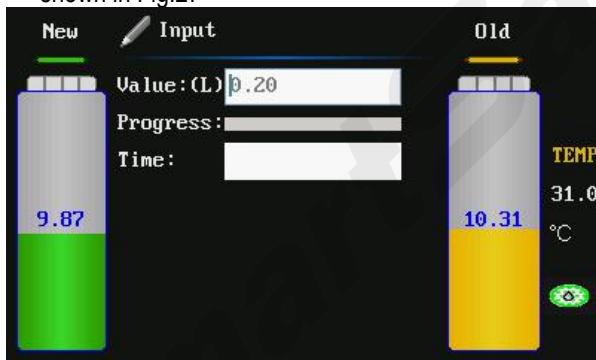 New Input Old
Value:(L) 0.20
Progress:
Time:
TEMP
31.0
9.87 10.31
°C